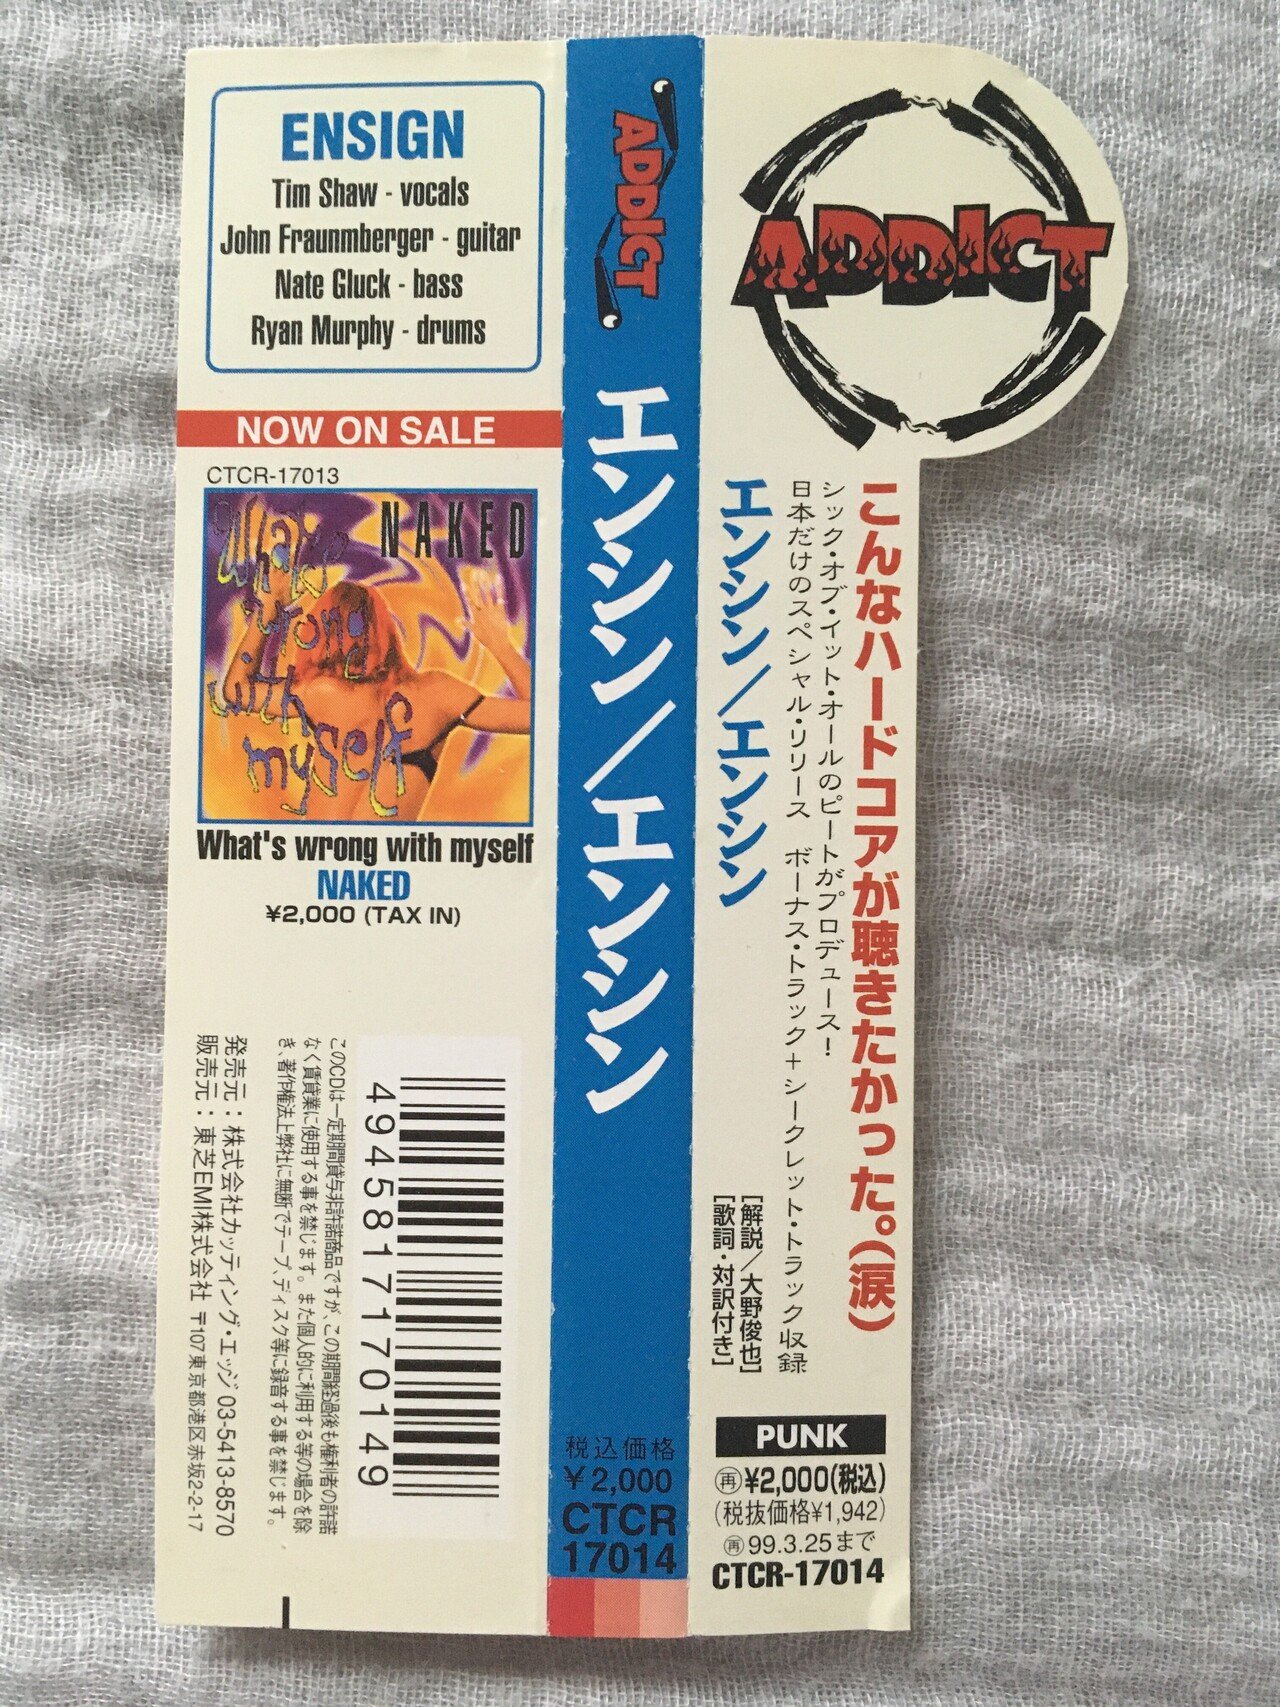 ENSIGN
Tim Shaw - vocals
John Fraunmberger - guitar
Nate Gluck - bass
Ryan Murphy - drums
NOW ON SALE
CTCR-17013
NAKED
What's wrong with myself
What's wrong with myself
NAKED
¥2,000 (TAX IN)
4945817170149
このCDは一定期間貸与非許諾商品ですが、この期間経過後も権利者の許諾
なく賃貸業に使用する事を禁じます。また個人的に利用する等の場合を除
き、著作権法上弊社に無断でテープ、ディスク等に録音する事を禁じます。
発売元：株式会社カッティング・エッジ 03-5413-8570
販売元：東芝EMI株式会社 〒107 東京都港区赤坂2-2-17
ADDICT
エンシン／エンシン
税込価格
¥2,000
CTCR
17014
ADDICT
こんなハードコアが聴きたかった。(涙)
シック・オブ・イット・オールのピートがプロデュース！
日本だけのスペシャル・リリース ボーナス・トラック＋シークレット・トラック収録
エンシン／エンシン
[解説／大野俊也]
[歌詞・対訳付き]
PUNK
㊢¥2,000(税込)
(税抜価格¥1,942)
99.3.25まで
CTCR-17014